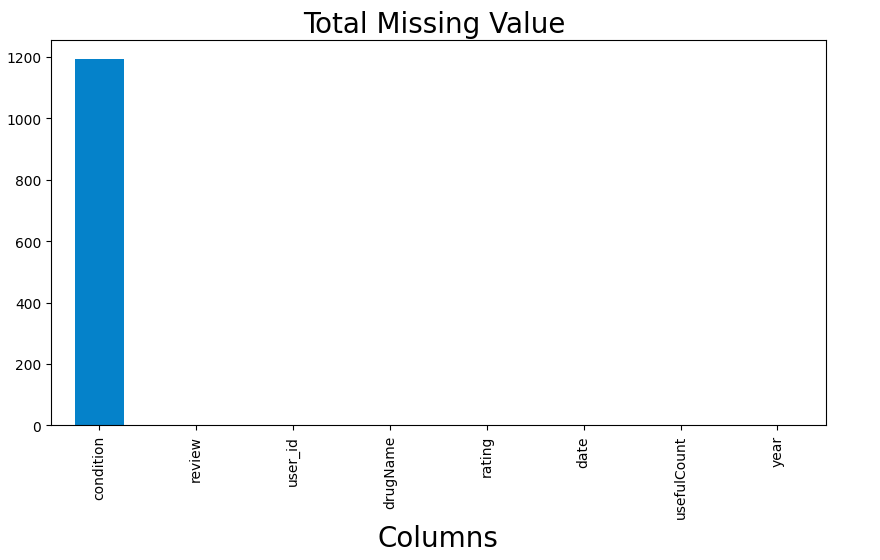 Total Missing Value
1200
1000
800
600
400
200
0
condition
review
user_id
drugName
rating
date
usefulCount
year
Columns